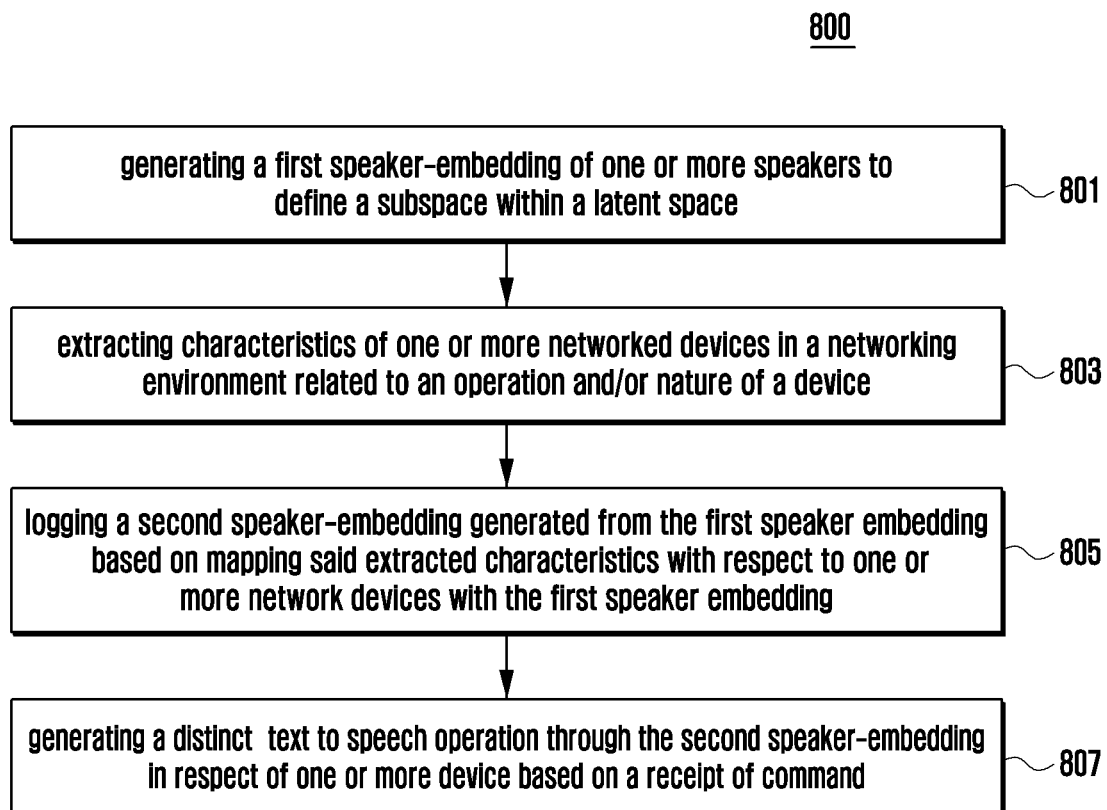 800
generating a first speaker-embedding of one or more speakers to
define a subspace within a latent space
801
extracting characteristics of one or more networked devices in a networking
environment related to an operation and/or nature of a device
803
logging a second speaker-embedding generated from the first speaker embedding
based on mapping said extracted characteristics with respect to one or
more network devices with the first speaker embedding
805
generating a distinct text to speech operation through the second speaker-embedding
in respect of one or more device based on a receipt of command
807